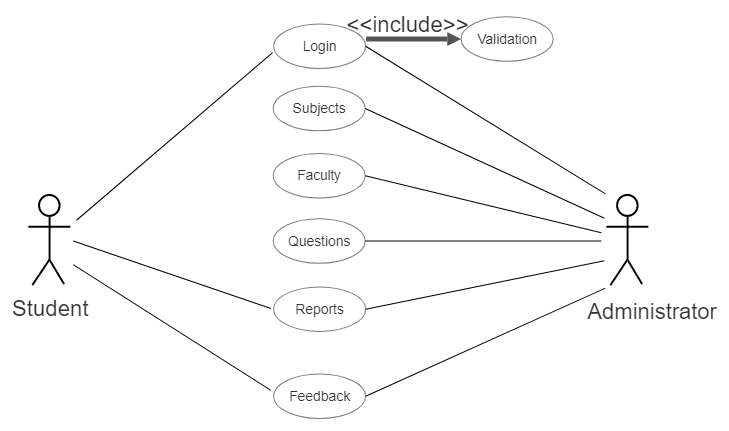 <<include>>
Login
Validation
Subjects
Faculty
Questions
Student
Reports
Administrator
Feedback